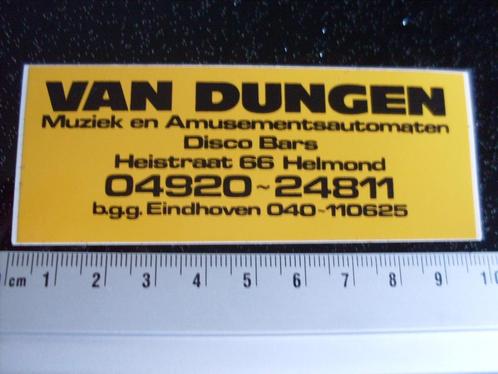 VAN DUNGEN
Muziek en Amusementsautomaten
Disco Bars
Heistraat 66 Helmond
04920~24811
b.g.g. Eindhoven 040-110625
cm 1 2 3 4 5 6 7 8 9 10